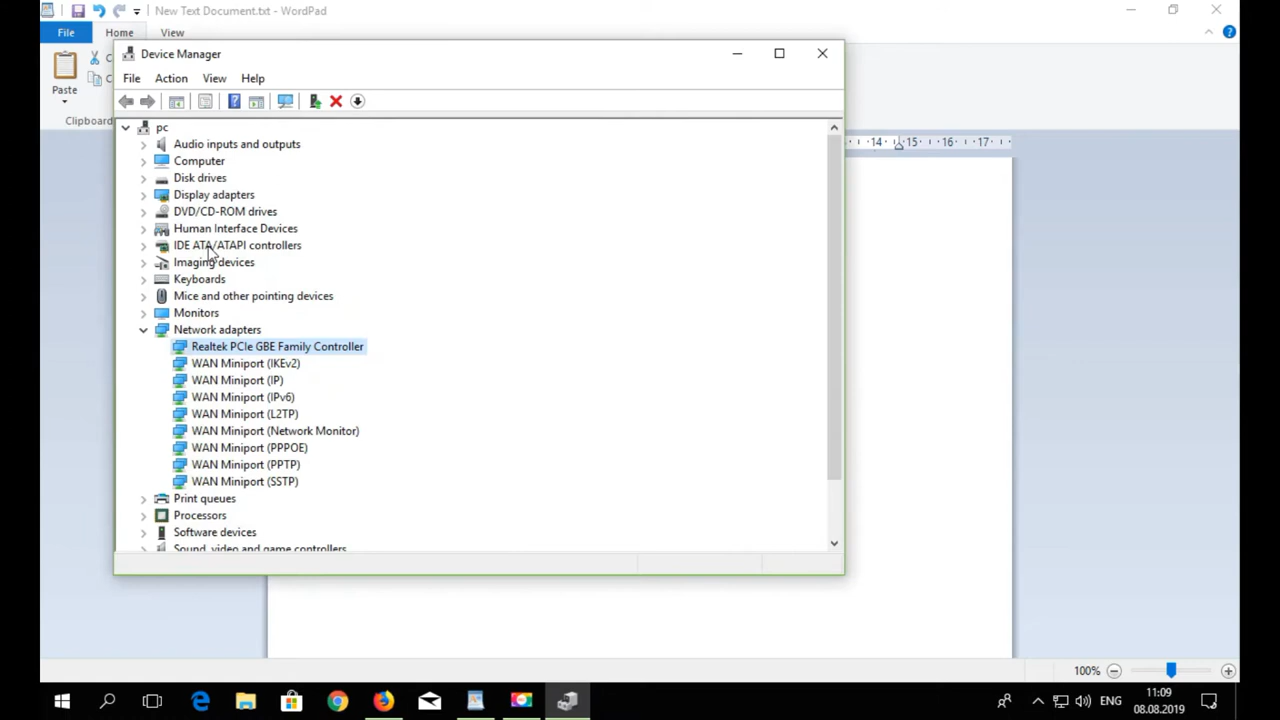 New Text Document.txt - WordPad
File
Home
View
Paste
Clipboard
Device Manager
File
Action
View
Help
pc
Audio inputs and outputs
Computer
Disk drives
Display adapters
DVD/CD-ROM drives
Human Interface Devices
IDE ATA/ATAPI controllers
Imaging devices
Keyboards
Mice and other pointing devices
Monitors
Network adapters
Realtek PCIe GBE Family Controller
WAN Miniport (IKEv2)
WAN Miniport (IP)
WAN Miniport (IPv6)
WAN Miniport (L2TP)
WAN Miniport (Network Monitor)
WAN Miniport (PPPOE)
WAN Miniport (PPTP)
WAN Miniport (SSTP)
Print queues
Processors
Software devices
Sound, video and game controllers
14 15 16 17
100%
ENG
11:09
08.08.2019